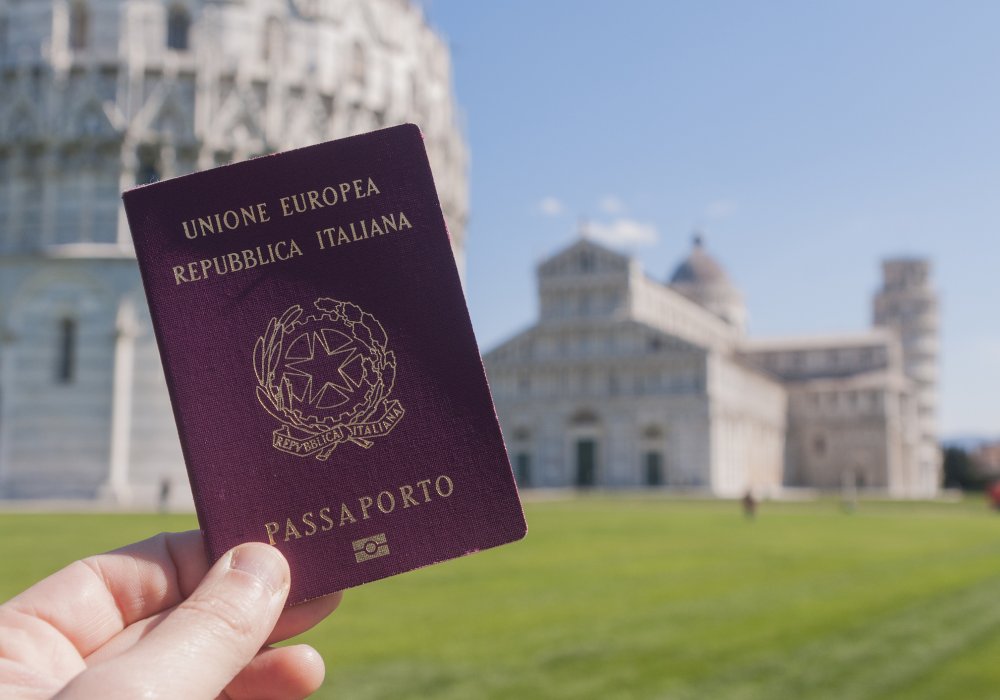 UNIONE EUROPEA
REPUBBLICA ITALIANA
REPVBBLICA ITALIANA
PASSAPORTO